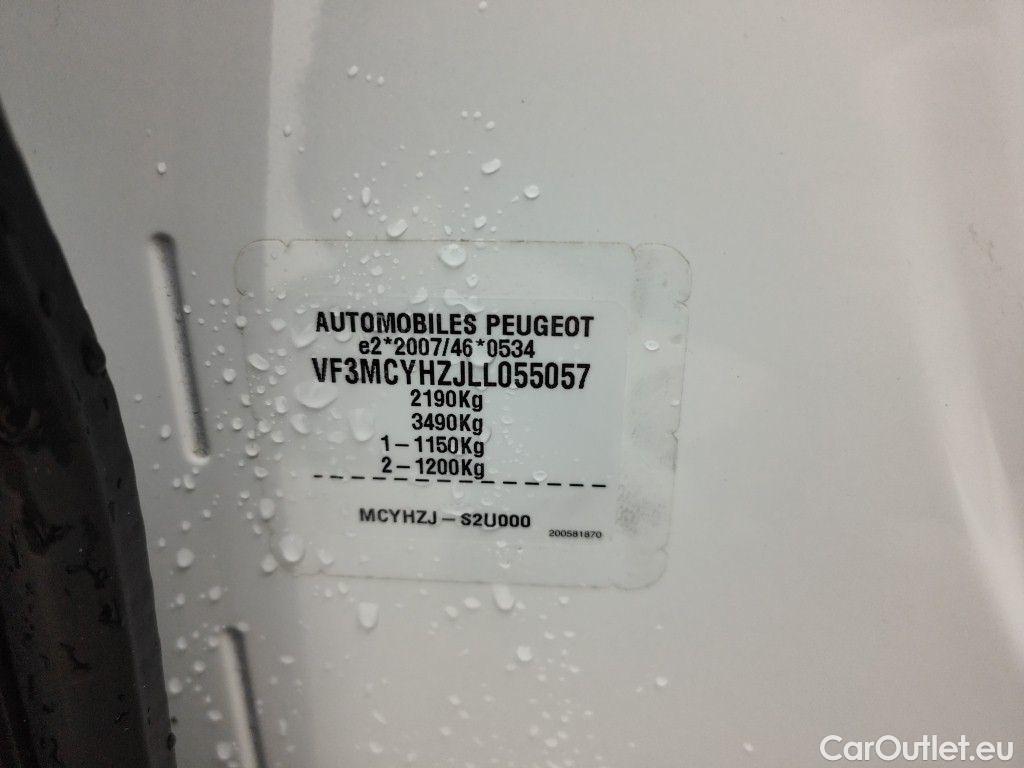 AUTOMOBILES PEUGEOT
e2*2007/46*0534
VF3MCYHZJLL055057
2190Kg
3490Kg
1-1150Kg
2-1200Kg
MCYHZJ-S2U000
200581870
CarOutlet.eu